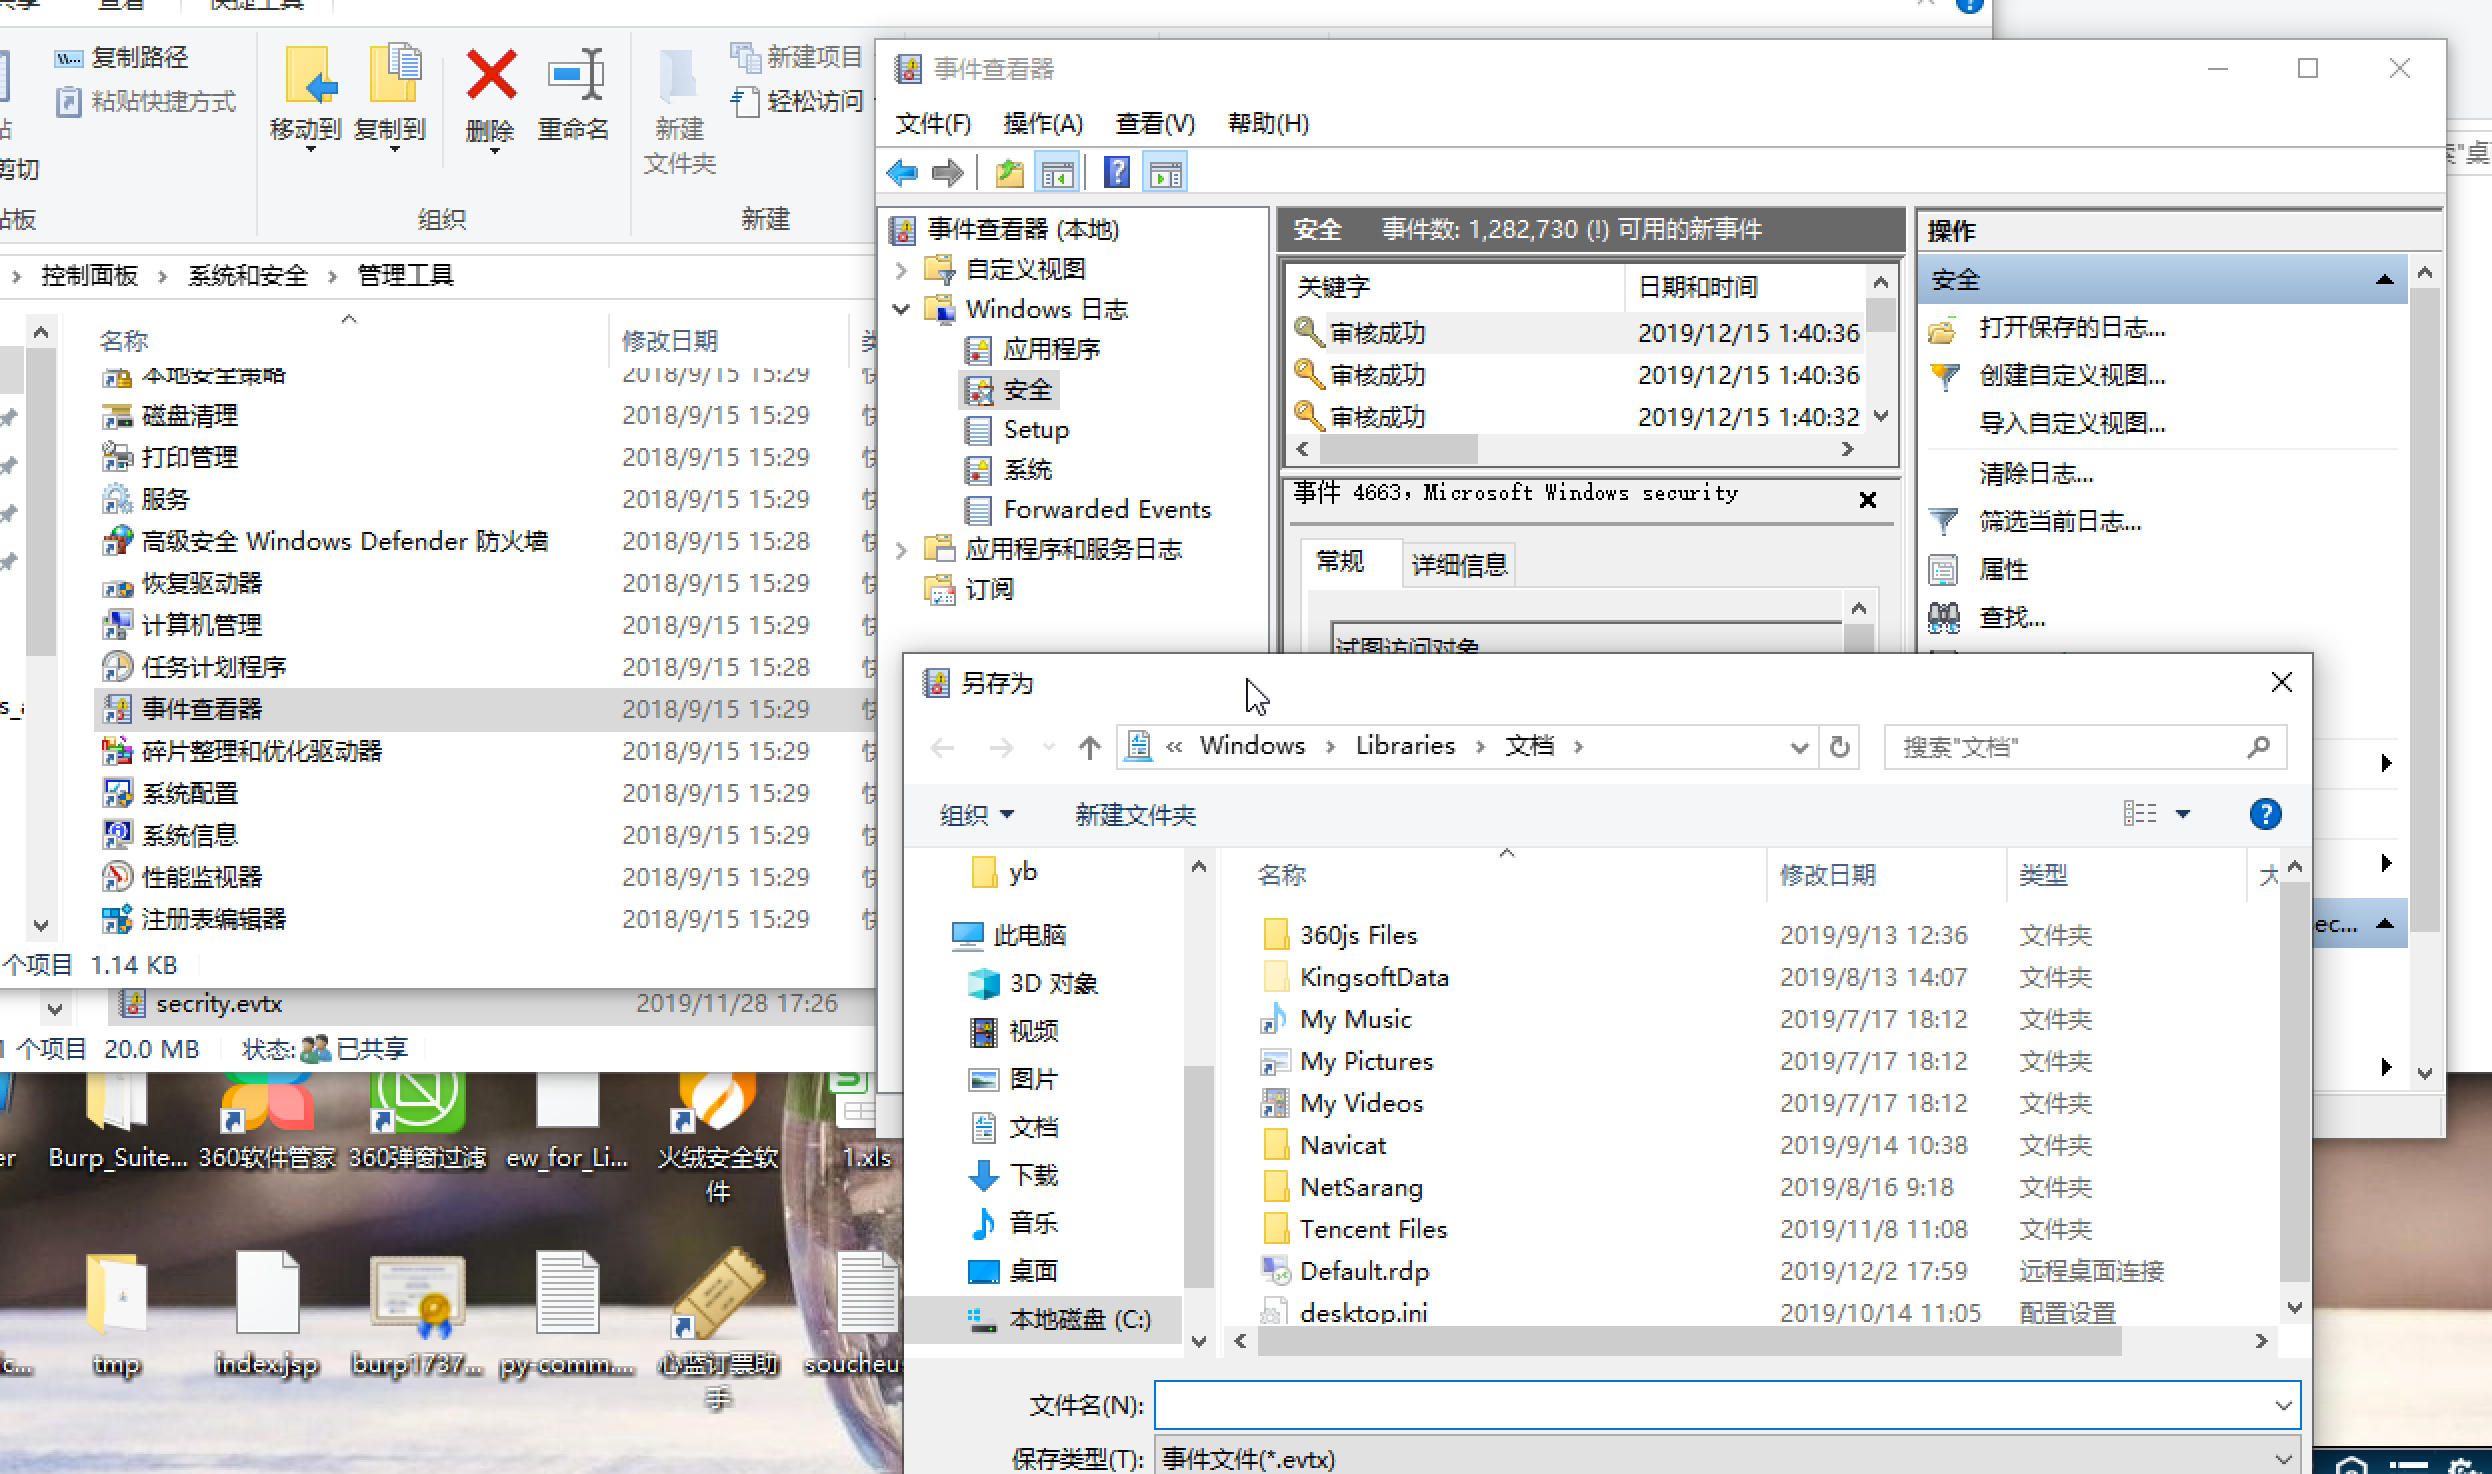 共享 查看 快捷工具
复制路径
粘贴快捷方式
剪切
移动到 复制到 删除 重命名
新建
文件夹
新建项目
轻松访问
组织
新建
控制面板 › 系统和安全 › 管理工具
名称 修改日期
本地安全策略 2018/9/15 15:29
磁盘清理 2018/9/15 15:29
打印管理 2018/9/15 15:29
服务 2018/9/15 15:29
高级安全 Windows Defender 防火墙 2018/9/15 15:28
恢复驱动器 2018/9/15 15:29
计算机管理 2018/9/15 15:29
任务计划程序 2018/9/15 15:28
事件查看器 2018/9/15 15:29
碎片整理和优化驱动器 2018/9/15 15:29
系统配置 2018/9/15 15:29
系统信息 2018/9/15 15:29
性能监视器 2018/9/15 15:29
注册表编辑器 2018/9/15 15:29
个项目 1.14 KB
secrity.evtx 2019/11/28 17:26
1 个项目 20.0 MB 状态: 已共享
Burp_Suite... 360软件管家 360弹窗过滤 ew_for_Li... 火绒安全软件 1.xls
tmp index.jsp burp1737... py-comm.... 心蓝订票助手 soucheu
事件查看器
文件(F) 操作(A) 查看(V) 帮助(H)
事件查看器 (本地)
自定义视图
Windows 日志
应用程序
安全
Setup
系统
Forwarded Events
应用程序和服务日志
订阅
安全 事件数: 1,282,730 (!) 可用的新事件
关键字 日期和时间
审核成功 2019/12/15 1:40:36
审核成功 2019/12/15 1:40:36
审核成功 2019/12/15 1:40:32
事件 4663，Microsoft Windows security
常规 详细信息
试图访问对象
操作
安全
打开保存的日志...
创建自定义视图...
导入自定义视图...
清除日志...
筛选当前日志...
属性
查找...
ec...
另存为
« Windows › Libraries › 文档 ›
搜索"文档"
组织 新建文件夹
yb
此电脑
3D 对象
视频
图片
文档
下载
音乐
桌面
本地磁盘 (C:)
名称 修改日期 类型 大
360js Files 2019/9/13 12:36 文件夹
KingsoftData 2019/8/13 14:07 文件夹
My Music 2019/7/17 18:12 文件夹
My Pictures 2019/7/17 18:12 文件夹
My Videos 2019/7/17 18:12 文件夹
Navicat 2019/9/14 10:38 文件夹
NetSarang 2019/8/16 9:18 文件夹
Tencent Files 2019/11/8 11:08 文件夹
Default.rdp 2019/12/2 17:59 远程桌面连接
desktop.ini 2019/10/14 11:05 配置设置
文件名(N):
保存类型(T): 事件文件(*.evtx)